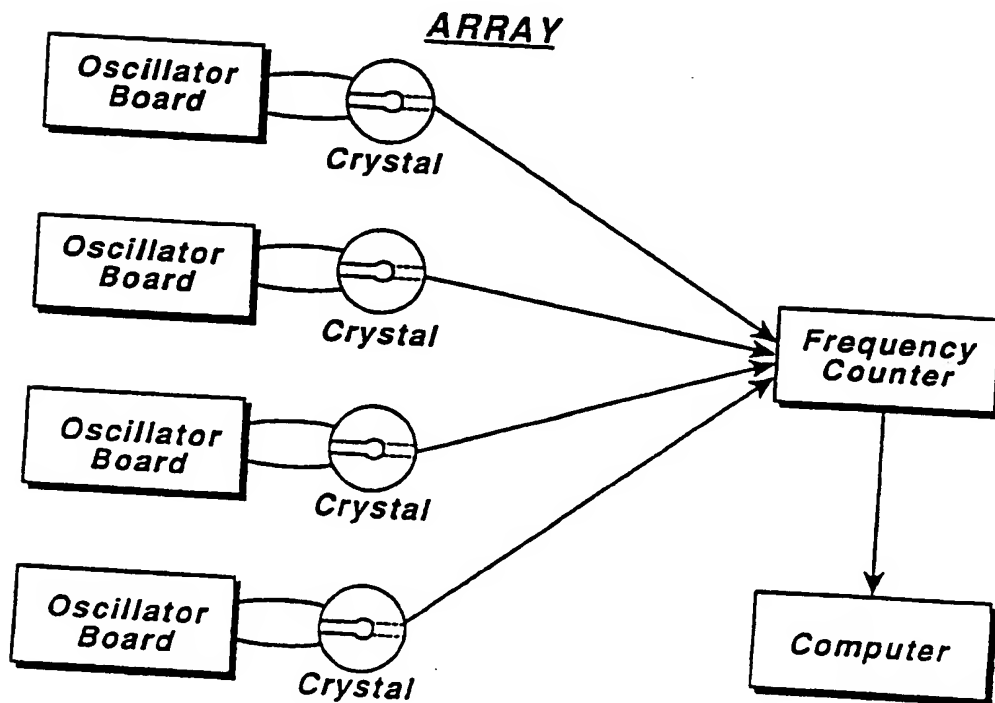 ARRAY
Oscillator
Board
Crystal
Oscillator
Board
Crystal
Oscillator
Board
Crystal
Oscillator
Board
Crystal
Frequency
Counter
Computer